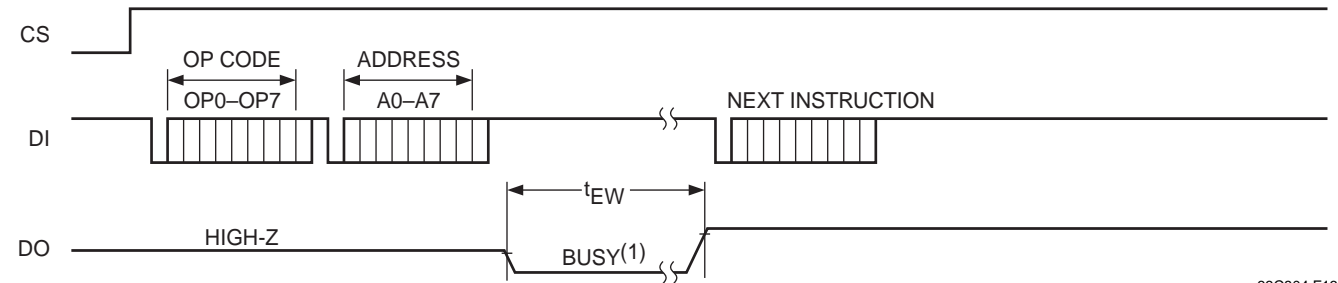 CS
OP CODE
OP0–OP7
ADDRESS
A0–A7
NEXT INSTRUCTION
DI
tEW
DO
HIGH-Z
BUSY(1)